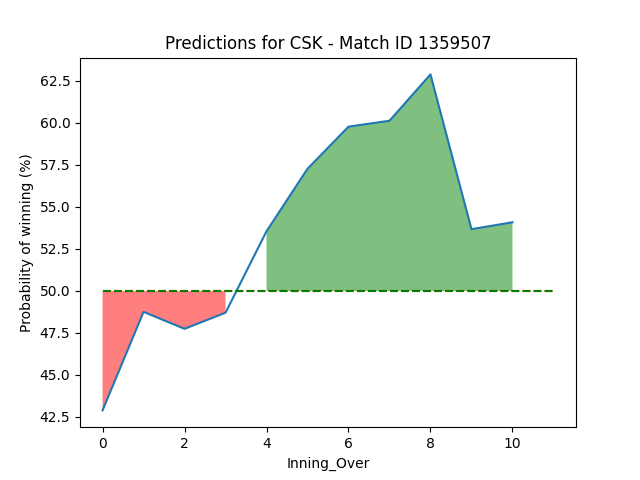 Predictions for CSK - Match ID 1359507
Probability of winning (%)
62.5
60.0
57.5
55.0
52.5
50.0
47.5
45.0
42.5
0 2 4 6 8 10
Inning_Over